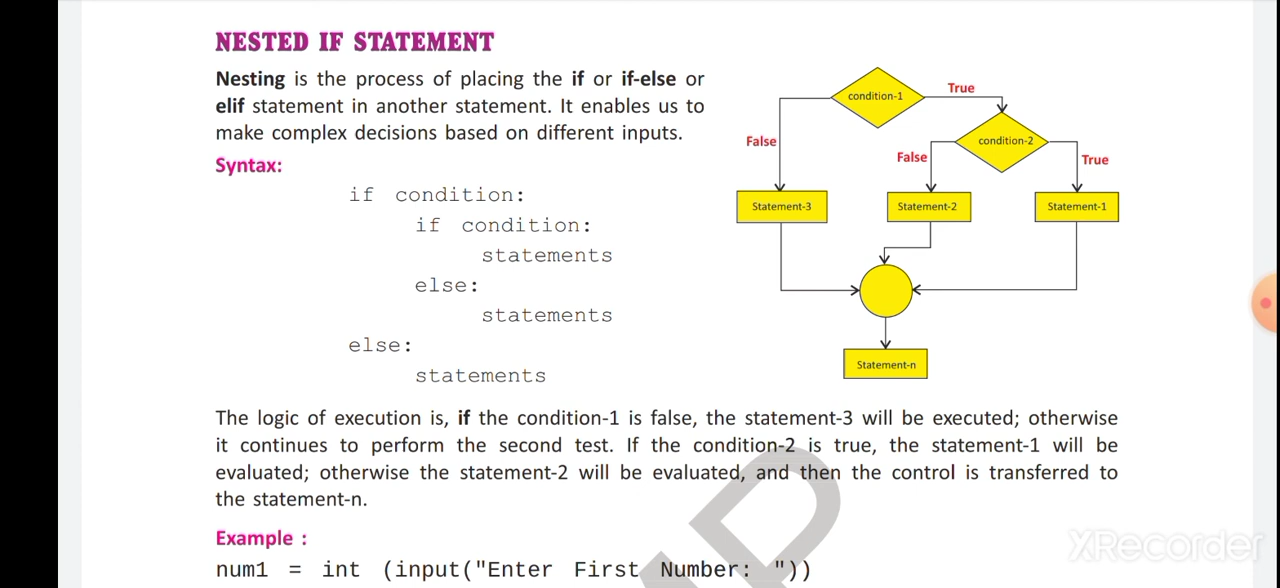 NESTED IF STATEMENT
Nesting is the process of placing the if or if-else or
elif statement in another statement. It enables us to
make complex decisions based on different inputs.
Syntax:
if condition:
if condition:
statements
else:
statements
else:
statements
condition-1
True
False
condition-2
False
True
Statement-3
Statement-2
Statement-1
Statement-n
The logic of execution is, if the condition-1 is false, the statement-3 will be executed; otherwise
it continues to perform the second test. If the condition-2 is true, the statement-1 will be
evaluated; otherwise the statement-2 will be evaluated, and then the control is transferred to
the statement-n.
Example :
num1 = int (input("Enter First Number: "))
XRecorder